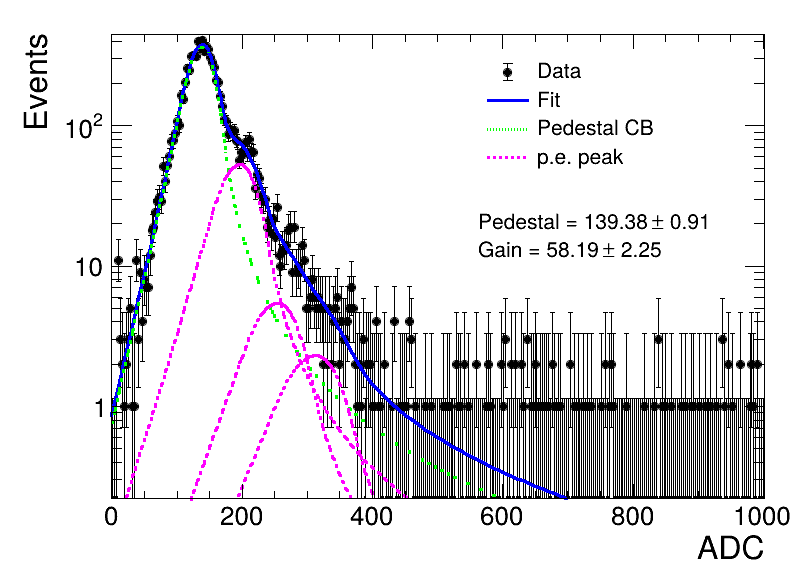 Events
10²
10
1
Data
Fit
Pedestal CB
p.e. peak
Pedestal = 139.38 ± 0.91
Gain = 58.19 ± 2.25
0 200 400 600 800 1000
ADC